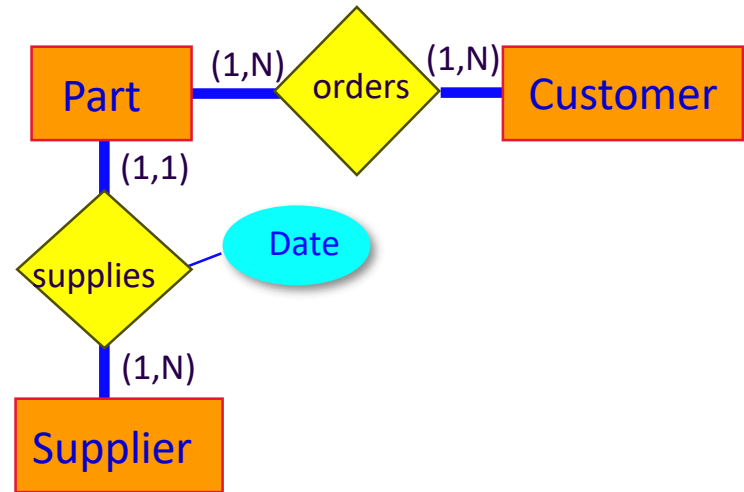 (1,N)
(1,N)
Part
orders
Customer
(1,1)
supplies
Date
(1,N)
Supplier